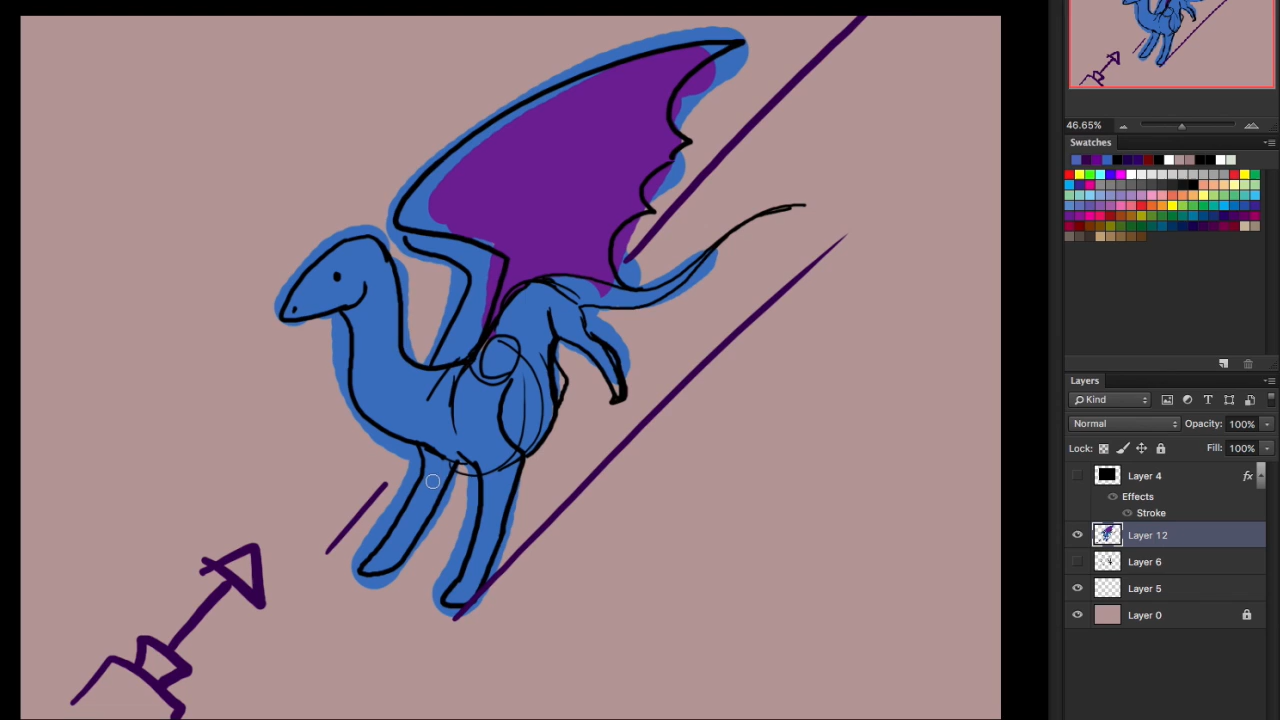 46.65%
Swatches
Layers
Kind
Normal Opacity: 100%
Lock: Fill: 100%
Layer 4 fx
Effects
Stroke
Layer 12
Layer 6
Layer 5
Layer 0